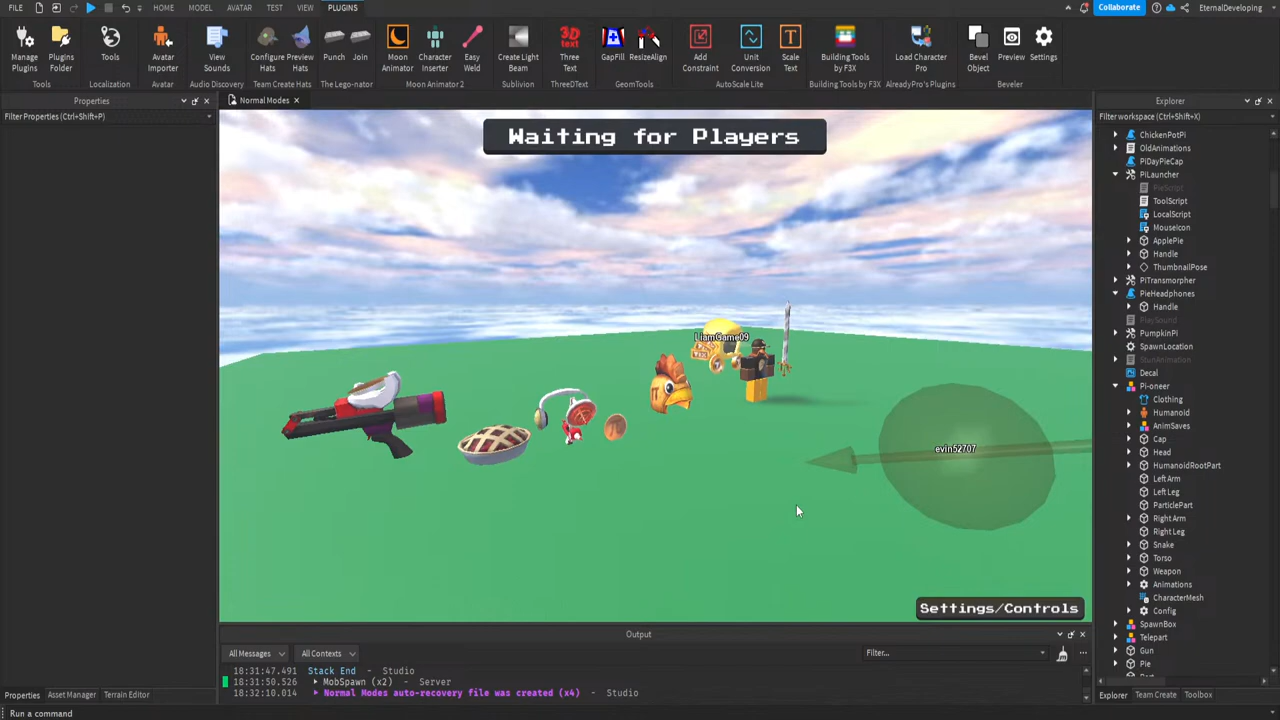 FILE HOME MODEL AVATAR TEST VIEW PLUGINS Collaborate EternalDeveloping
Manage Plugins Plugins Folder Tools Avatar Importer View Sounds Configure Hats Preview Hats Punch Join Moon Animator Character Inserter Easy Weld Create Light Beam Three Text GapFill ResizeAlign Add Constraint Unit Conversion Scale Text Building Tools by F3X Load Character Pro Bevel Object Preview Settings
3D TEXT
Tools Localization Avatar Audio Discovery Team Create Hats The Lego-nator Moon Animator 2 Sublivion ThreeDText GeomTools AutoScale Lite Building Tools by F3X AlreadyPro's Plugins Beveler
Properties
Filter Properties (Ctrl+Shift+P)
Normal Modes
Waiting for Players
LiamGame09
evin52707
Settings/Controls
Explorer
Filter workspace (Ctrl+Shift+X)
ChickenPotPi
OldAnimations
PiDayPieCap
PiLauncher
PieScript
ToolScript
LocalScript
MouseIcon
ApplePie
Handle
ThumbnailPose
PiTransmorpher
PieHeadphones
Handle
PlaySound
PumpkinPi
SpawnLocation
StunAnimation
Decal
Pi-oneer
Clothing
Humanoid
AnimSaves
Cap
Head
HumanoidRootPart
Left Arm
Left Leg
ParticlePart
Right Arm
Right Leg
Snake
Torso
Weapon
Animations
CharacterMesh
Config
SpawnBox
Telepart
Gun
Pie
Output
All Messages All Contexts Filter...
18:31:47.491 Stack End - Studio
18:31:50.526 MobSpawn (x2) - Server
18:32:10.014 Normal Modes auto-recovery file was created (x4) - Studio
Properties Asset Manager Terrain Editor
Explorer Team Create Toolbox
Run a command